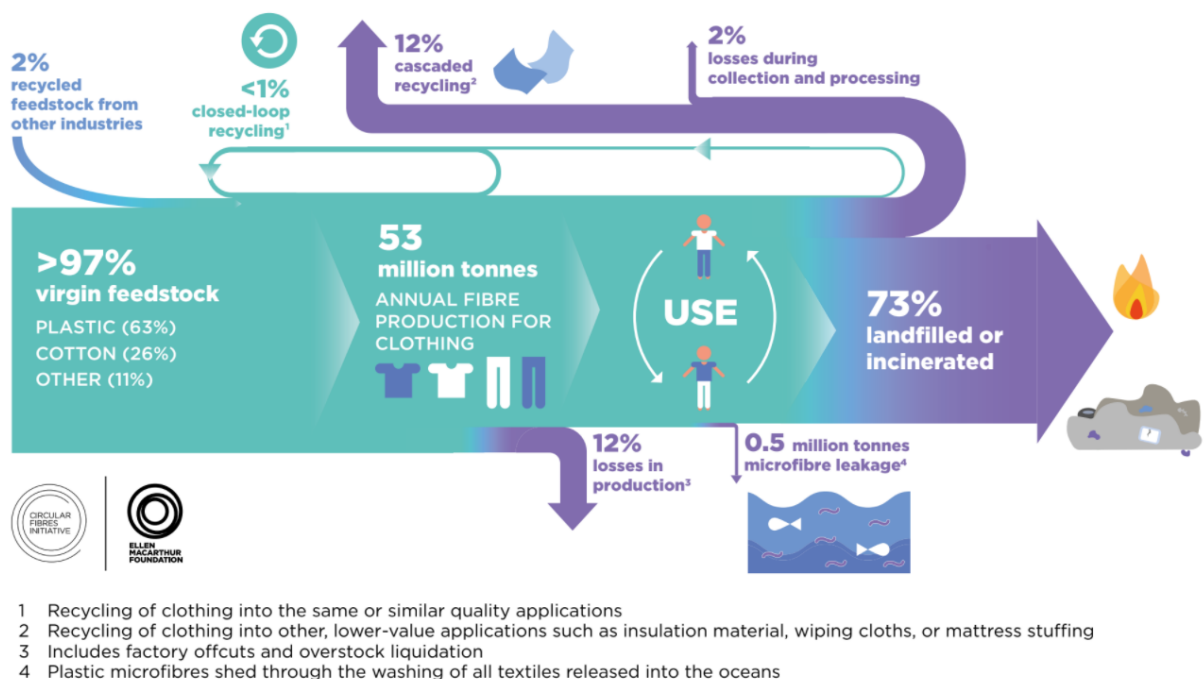 2%
recycled
feedstock from
other industries
<1%
closed-loop
recycling¹
12%
cascaded
recycling²
2%
losses during
collection and processing
>97%
virgin feedstock
PLASTIC (63%)
COTTON (26%)
OTHER (11%)
53
million tonnes
ANNUAL FIBRE
PRODUCTION FOR
CLOTHING
USE
73%
landfilled or
incinerated
12%
losses in
production³
0.5 million tonnes
microfibre leakage⁴
CIRCULAR
FIBRES
INITIATIVE
ELLEN
MACARTHUR
FOUNDATION
1 Recycling of clothing into the same or similar quality applications
2 Recycling of clothing into other, lower-value applications such as insulation material, wiping cloths, or mattress stuffing
3 Includes factory offcuts and overstock liquidation
4 Plastic microfibres shed through the washing of all textiles released into the oceans